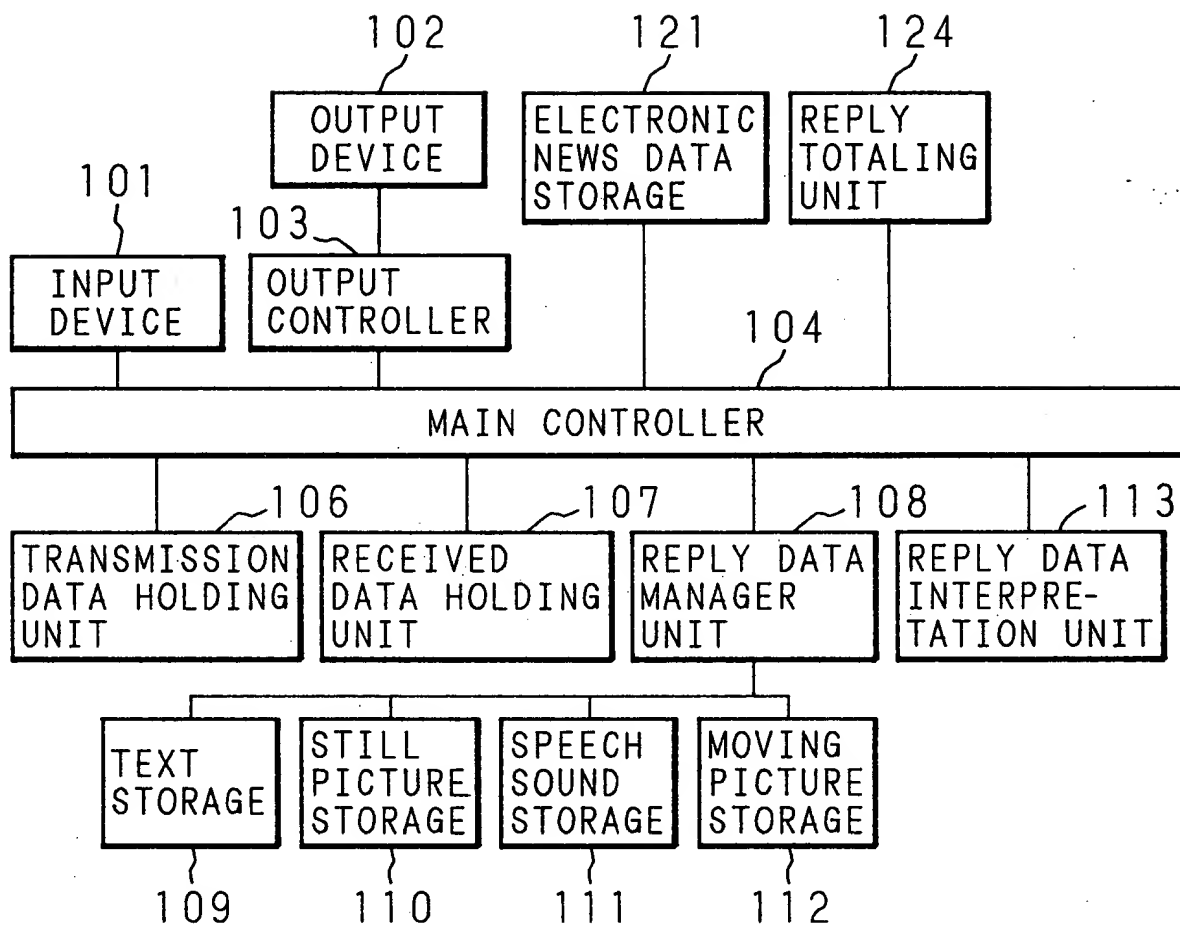 102
121
124
OUTPUT
DEVICE
ELECTRONIC
NEWS DATA
STORAGE
REPLY
TOTALING
UNIT
101
103
INPUT
DEVICE
OUTPUT
CONTROLLER
104
MAIN CONTROLLER
106
107
108
113
TRANSMISSION
DATA HOLDING
UNIT
RECEIVED
DATA HOLDING
UNIT
REPLY DATA
MANAGER
UNIT
REPLY DATA
INTERPRE-
TATION UNIT
TEXT
STORAGE
STILL
PICTURE
STORAGE
SPEECH
SOUND
STORAGE
MOVING
PICTURE
STORAGE
109
110
111
112